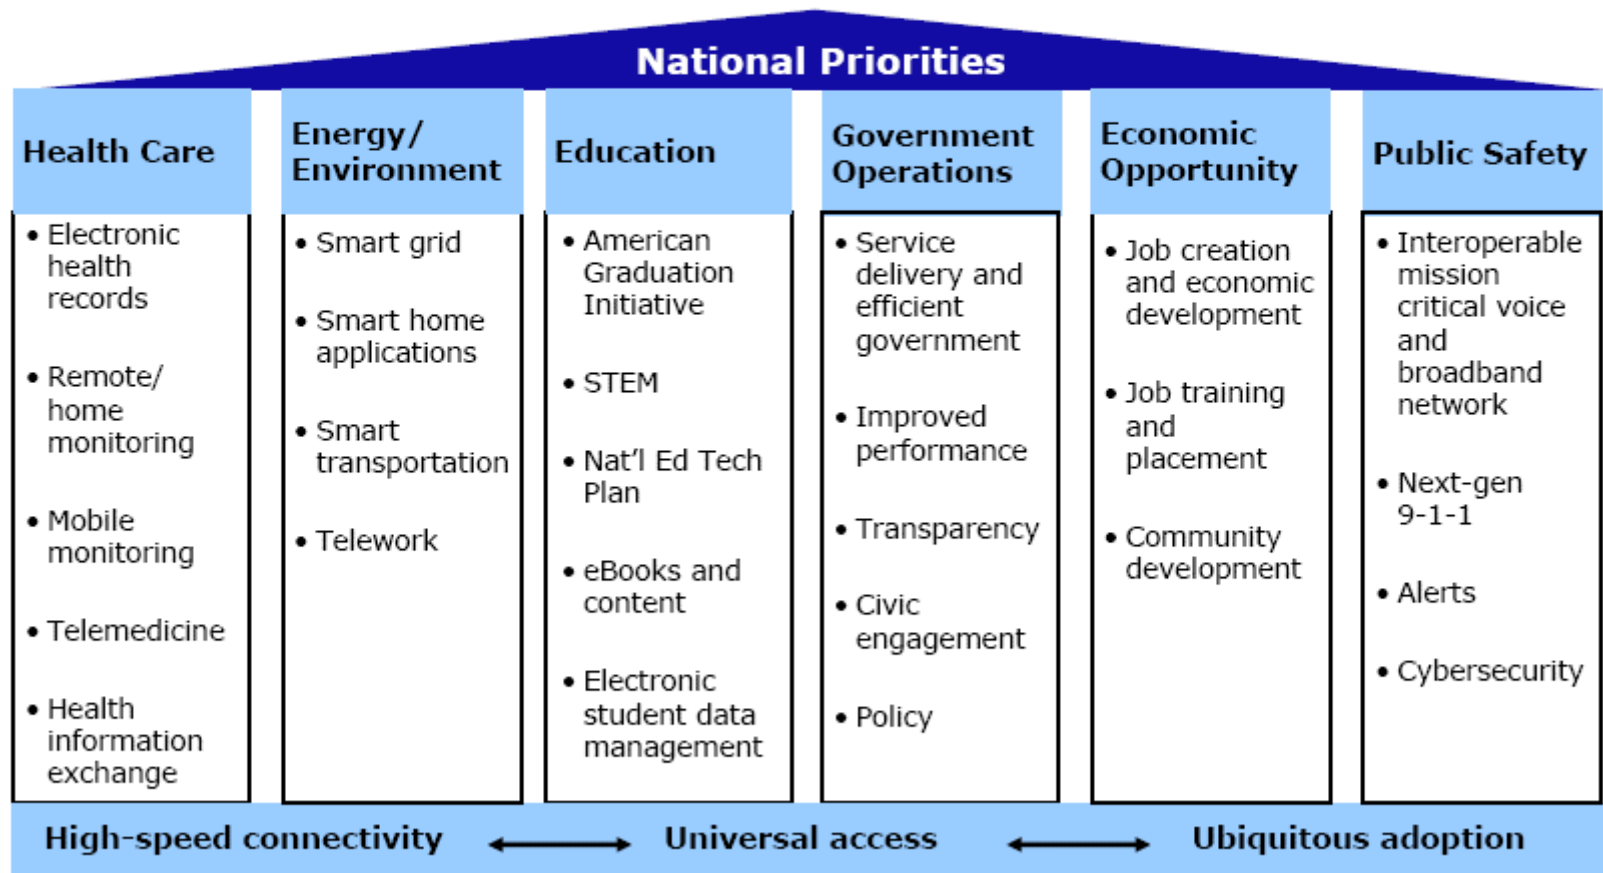 National Priorities
Health Care
Energy/
Environment
Education
Government
Operations
Economic
Opportunity
Public Safety
• Electronic
health
records
• Remote/
home
monitoring
• Mobile
monitoring
• Telemedicine
• Health
information
exchange
• Smart grid
• Smart home
applications
• Smart
transportation
• Telework
• American
Graduation
Initiative
• STEM
• Nat’l Ed Tech
Plan
• eBooks and
content
• Electronic
student data
management
• Service
delivery and
efficient
government
• Improved
performance
• Transparency
• Civic
engagement
• Policy
• Job creation
and economic
development
• Job training
and
placement
• Community
development
• Interoperable
mission
critical voice
and
broadband
network
• Next-gen
9-1-1
• Alerts
• Cybersecurity
High-speed connectivity Universal access Ubiquitous adoption